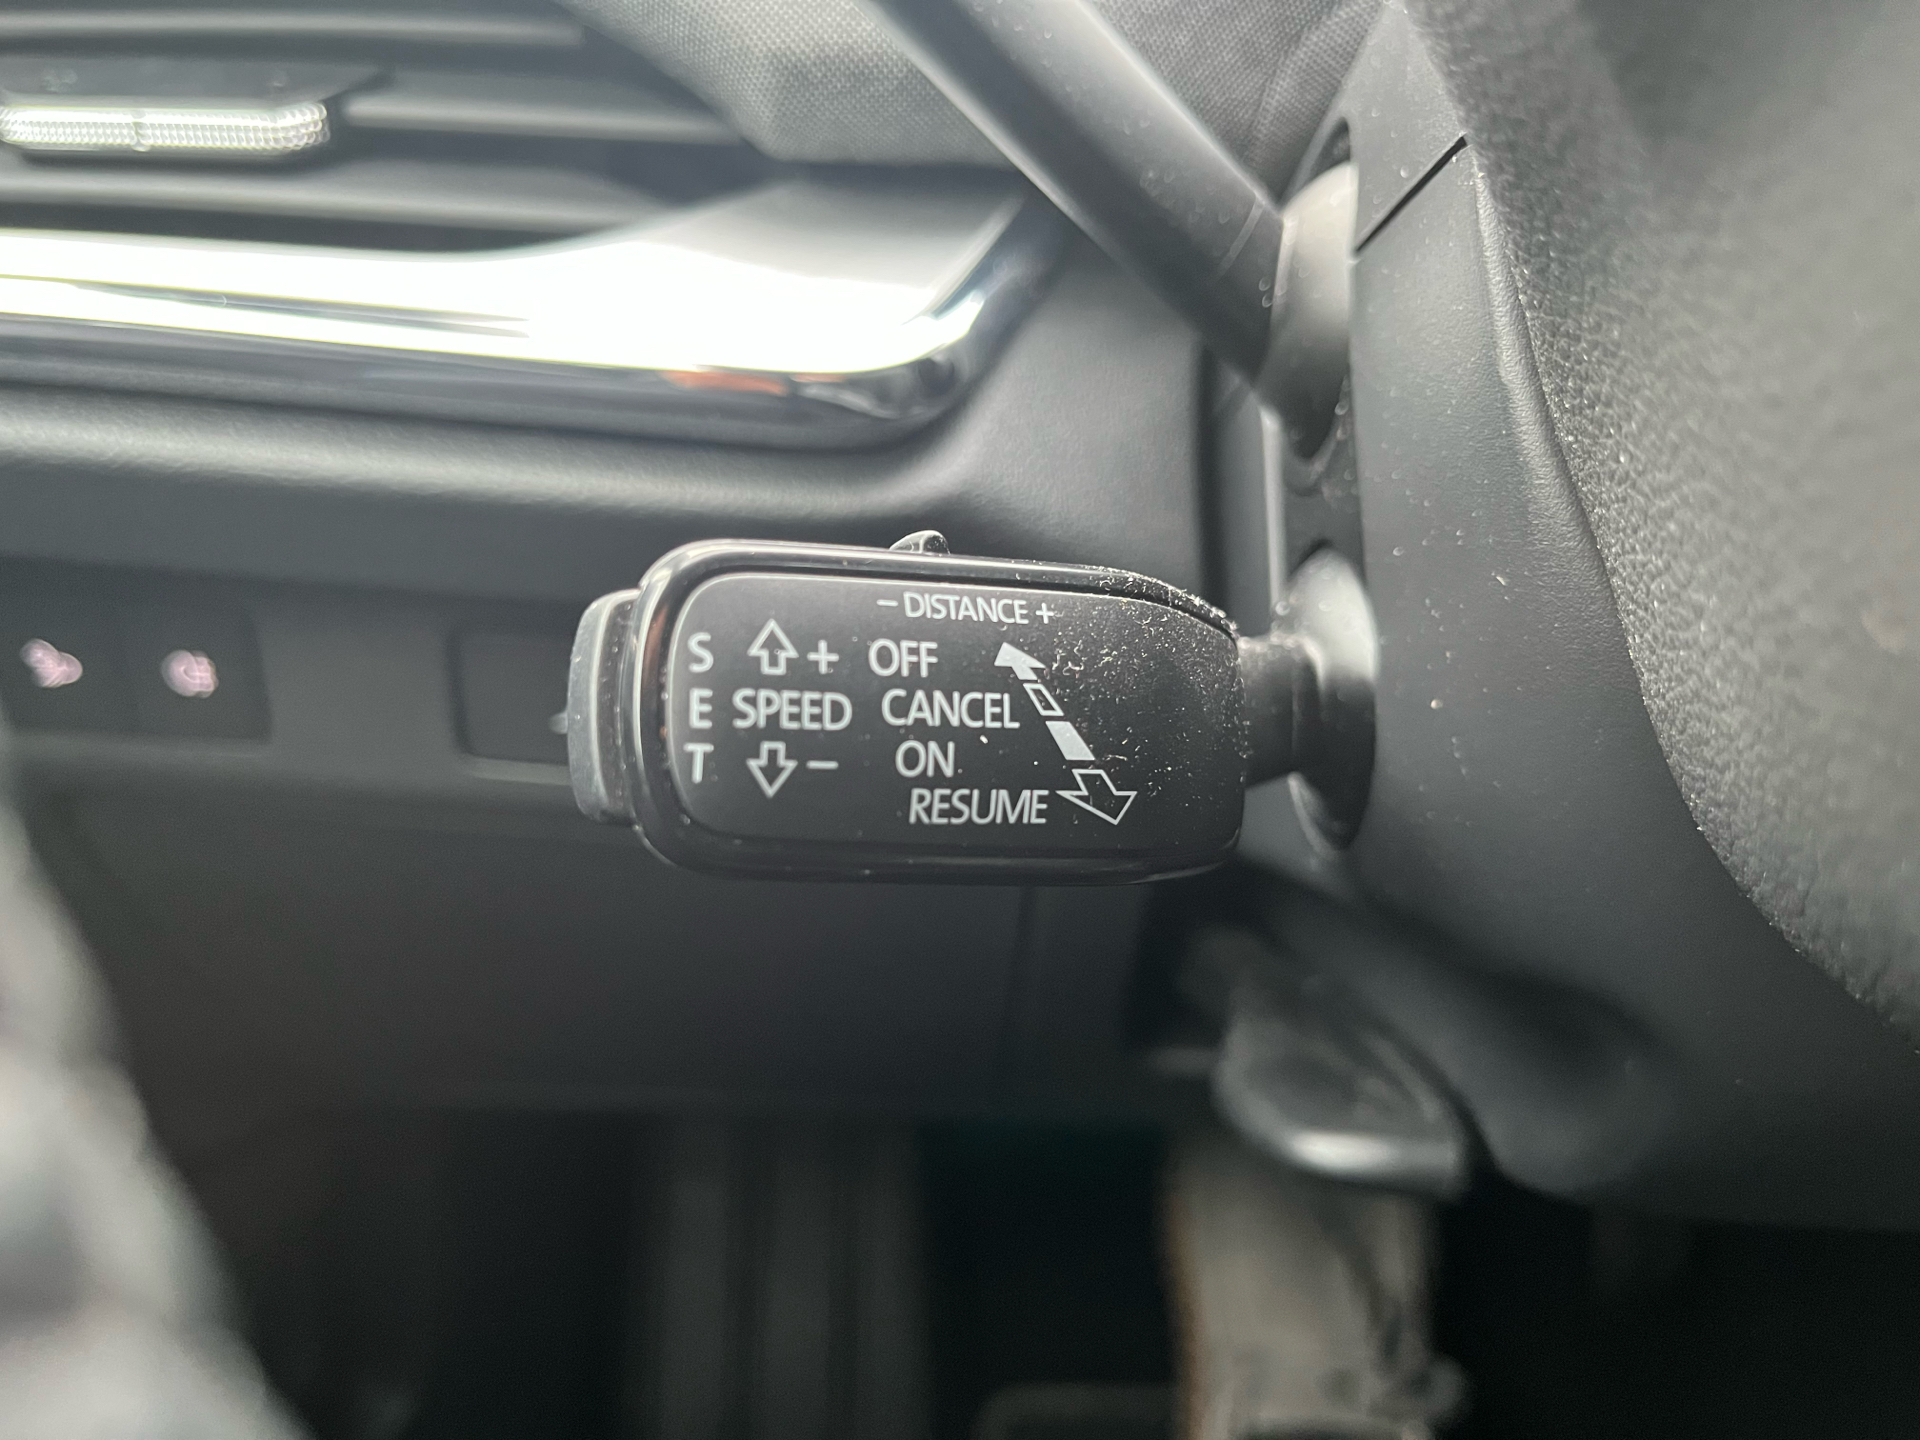 - DISTANCE +
S + OFF
E SPEED CANCEL
T - ON
RESUME